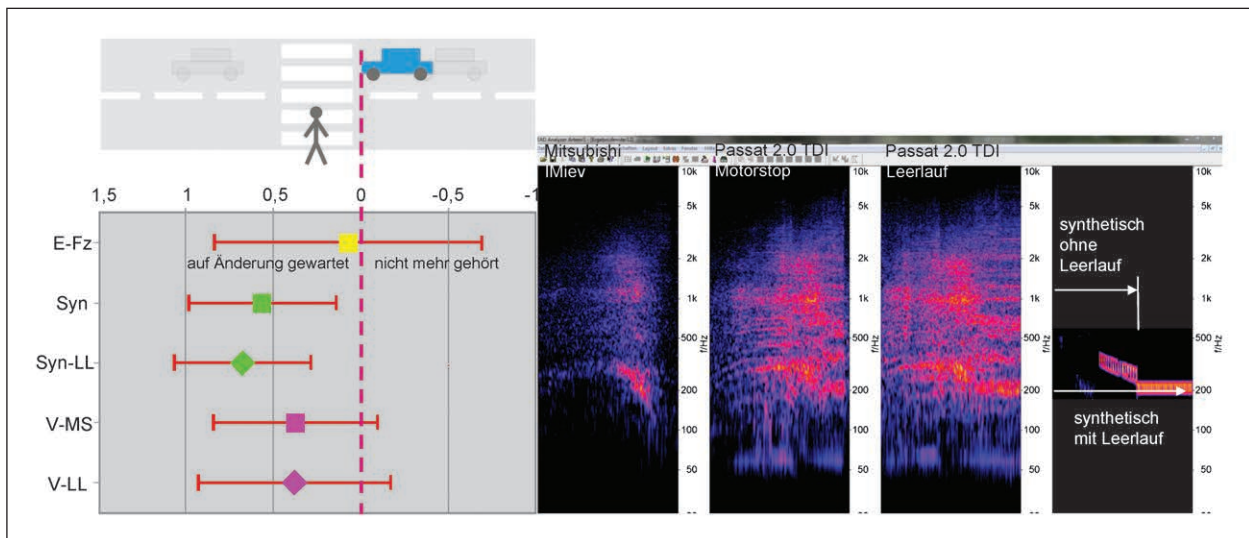 1,5 1 0,5 0 -0,5 -1
E-Fz
auf Änderung gewartet nicht mehr gehört
Syn
Syn-LL
V-MS
V-LL
Mitsubishi
IMiev
10k
5k
2k
1k
500
f/Hz
200
100
50
Passat 2.0 TDI
Motorstop
10k
5k
2k
1k
500
f/Hz
200
100
50
Passat 2.0 TDI
Leerlauf
10k
5k
2k
1k
500
f/Hz
200
100
50
synthetisch
ohne
Leerlauf
synthetisch
mit Leerlauf
10k
5k
2k
1k
500
f/Hz
200
100
50